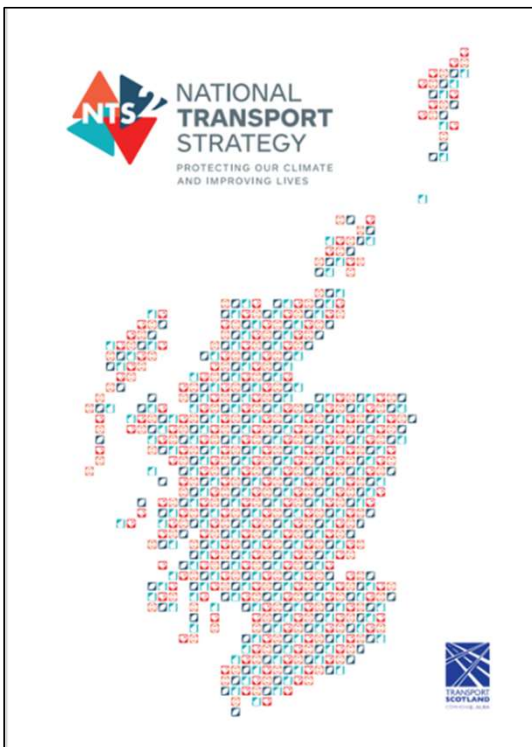 NTS2
NATIONAL
TRANSPORT
STRATEGY
PROTECTING OUR CLIMATE
AND IMPROVING LIVES
TRANSPORT
SCOTLAND